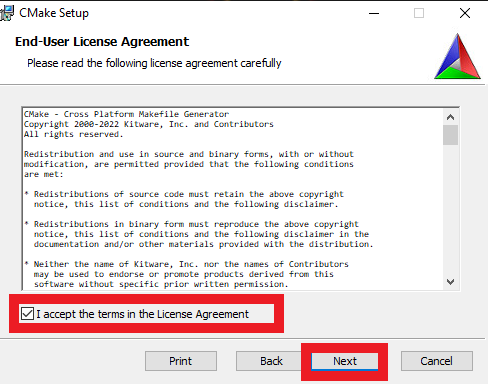 CMake Setup
End-User License Agreement
Please read the following license agreement carefully
CMake - Cross Platform Makefile Generator
Copyright 2000-2022 Kitware, Inc. and Contributors
All rights reserved.
Redistribution and use in source and binary forms, with or without
modification, are permitted provided that the following conditions
are met:
* Redistributions of source code must retain the above copyright
notice, this list of conditions and the following disclaimer.
* Redistributions in binary form must reproduce the above copyright
notice, this list of conditions and the following disclaimer in the
documentation and/or other materials provided with the distribution.
* Neither the name of Kitware, Inc. nor the names of Contributors
may be used to endorse or promote products derived from this
software without specific prior written permission.
I accept the terms in the License Agreement
Print Back Next Cancel